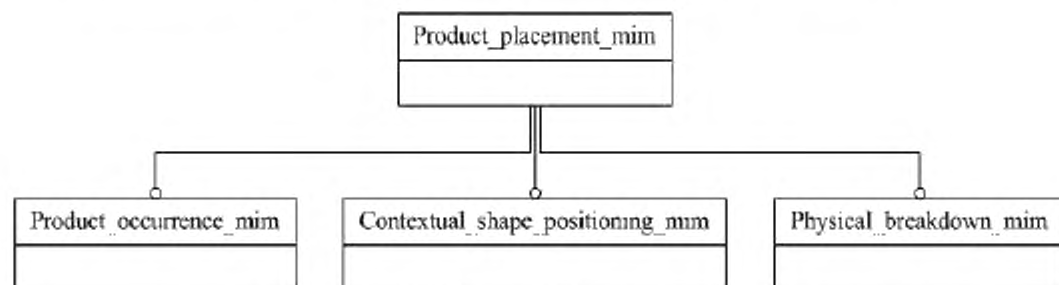 Product_placement_mim
Product_occurrence_mim
Contextual_shape_positioning_mim
Physical_breakdown_mim